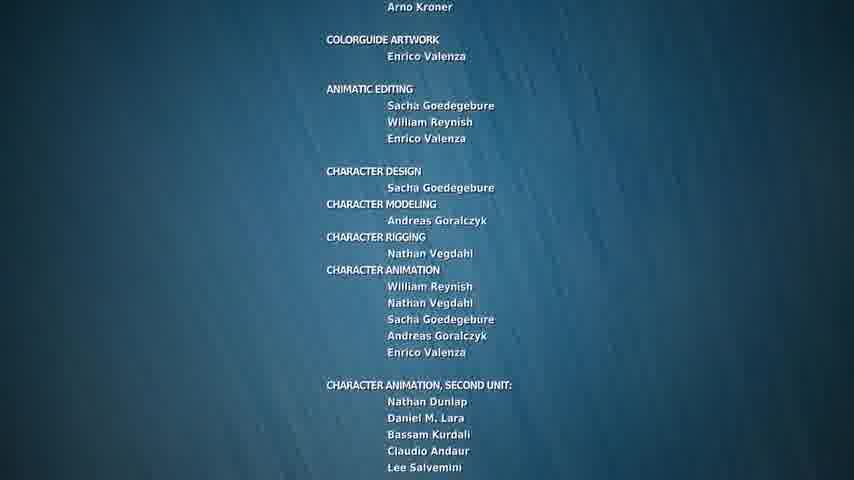 Arno Kroner
COLORGUIDE ARTWORK
Enrico Valenza
ANIMATIC EDITING
Sacha Goedegebure
William Reynish
Enrico Valenza
CHARACTER DESIGN
Sacha Goedegebure
CHARACTER MODELING
Andreas Goralczyk
CHARACTER RIGGING
Nathan Vegdahl
CHARACTER ANIMATION
William Reynish
Nathan Vegdahl
Sacha Goedegebure
Andreas Goralczyk
Enrico Valenza
CHARACTER ANIMATION, SECOND UNIT:
Nathan Dunlap
Daniel M. Lara
Bassam Kurdali
Claudio Andaur
Lee Salvemini